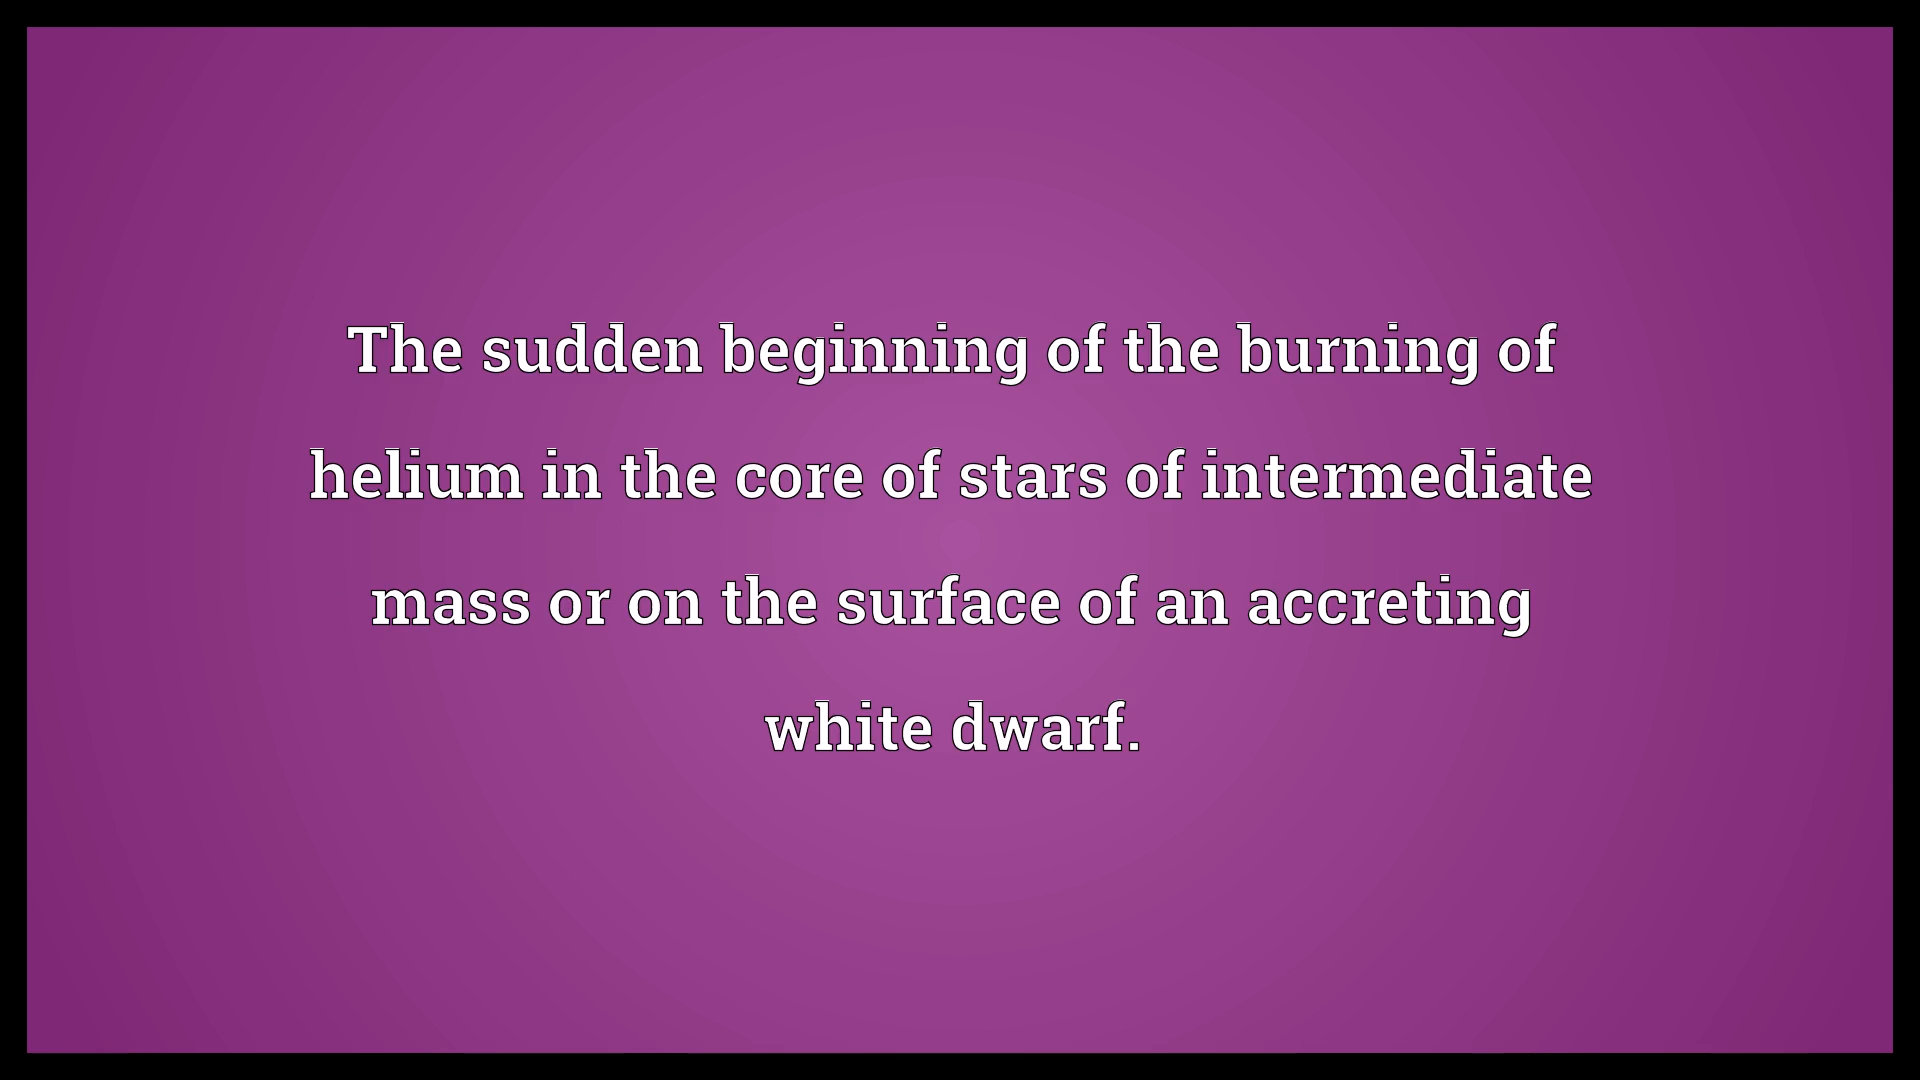 The sudden beginning of the burning of
helium in the core of stars of intermediate
mass or on the surface of an accreting
white dwarf.